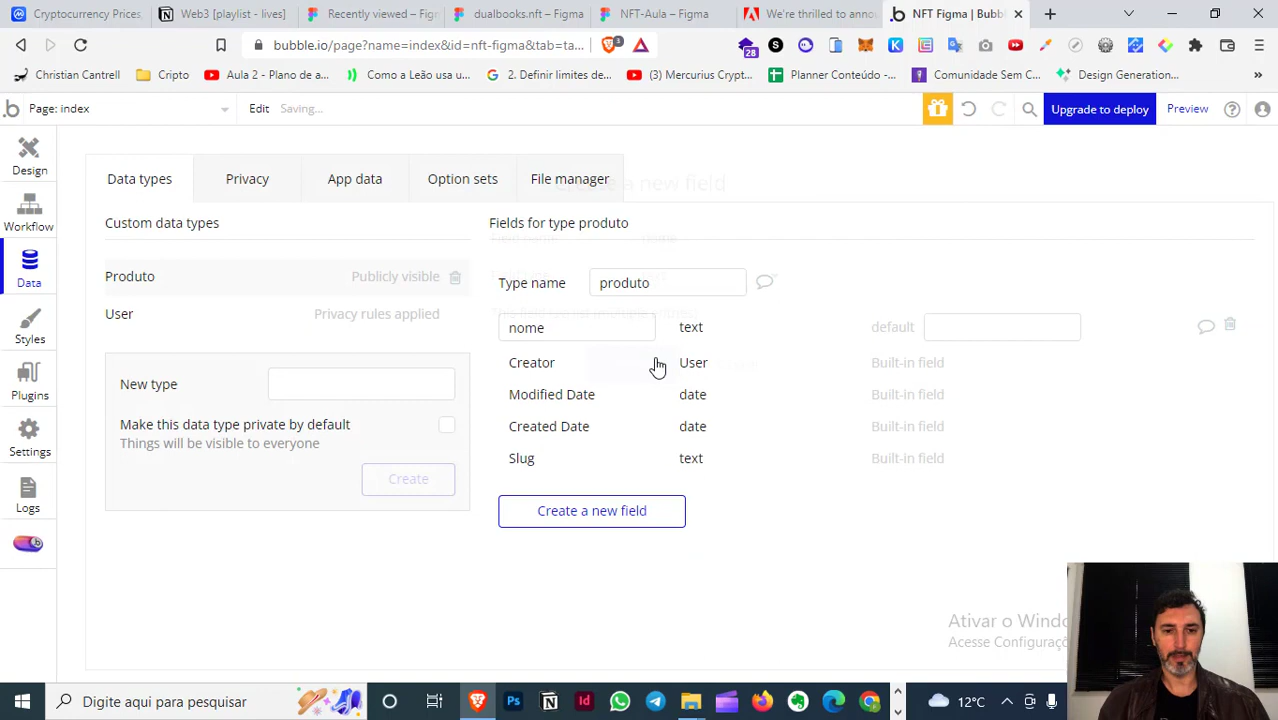 Cryptocurrency Prices,
Web3 [playlist - lives]
Recently viewed – Fig
dualbooks.nft – Figma
NFT-Aula – Figma
We're thrilled to anno
NFT Figma | Bubb
bubble.io/page?name=index&id=nft-figma&tab=ta...
3
28
Christian Cantrell
Cripto
Aula 2 - Plano de a...
Como a Leão usa u...
2. Definir limites de...
(3) Mercurius Crypt...
Planner Conteúdo -...
Comunidade Sem C...
Design Generation...
»
Page: index
Edit
Saving...
Upgrade to deploy
Preview
Design
Workflow
Data
Styles
Plugins
Settings
Logs
Data types
Privacy
App data
Option sets
File manager
Create a new field
Custom data types
Fields for type produto
Produto
Publicly visible
Type name
produto
User
Privacy rules applied
nome
text
default
Creator
User
Built-in field
New type
Modified Date
date
Built-in field
Make this data type private by default
Things will be visible to everyone
Created Date
date
Built-in field
Slug
text
Built-in field
Create
Create a new field
Ativar o Windo
Acesse Configuraçõ
Digite aqui para pesquisar
12°C